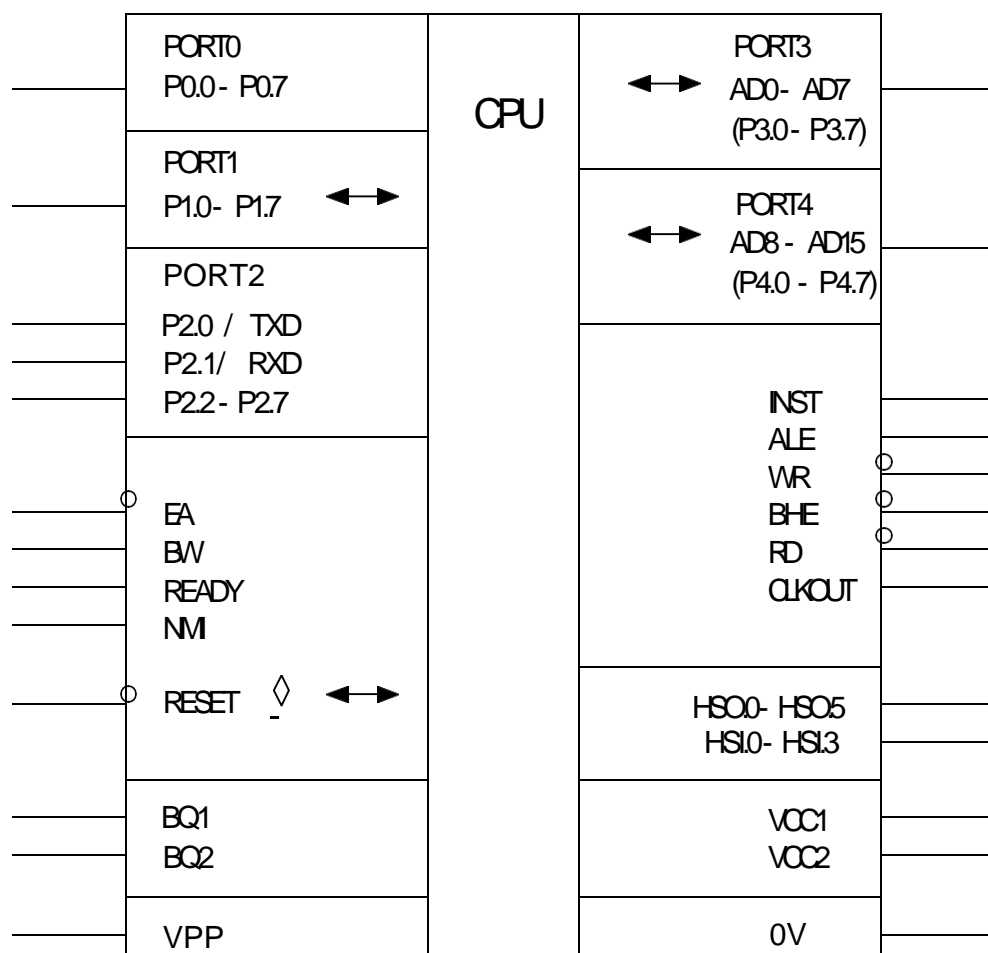 PORT0
P0.0 - P0.7
PORT1
P1.0- P1.7
PORT2
P2.0 / TXD
P2.1/ RXD
P2.2 - P2.7
EA
BW
READY
NMI
RESET
BQ1
BQ2
VPP
CPU
PORT3
AD0- AD7
(P3.0 - P3.7)
PORT4
AD8 - AD15
(P4.0 - P4.7)
INST
ALE
WR
BHE
RD
CLKOUT
HSO.0- HSO.5
HSI.0- HSI.3
VCC1
VCC2
0V